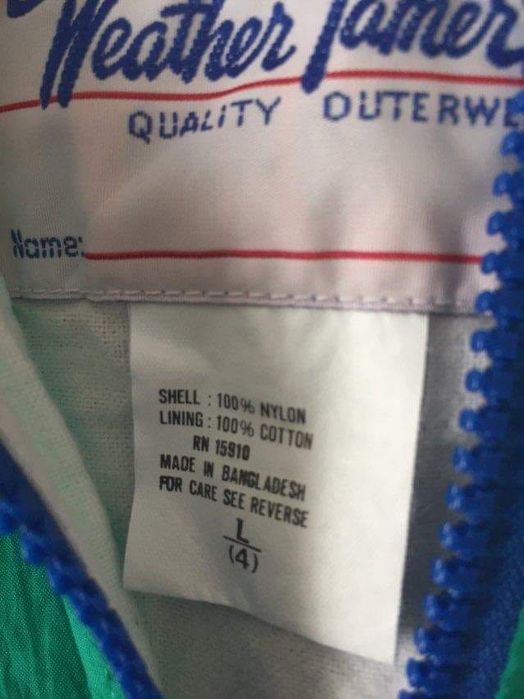 Weather Tamer
QUALITY OUTERWE
Name:
SHELL : 100% NYLON
LINING : 100% COTTON
RN 15910
MADE IN BANGLADESH
FOR CARE SEE REVERSE
L
(4)